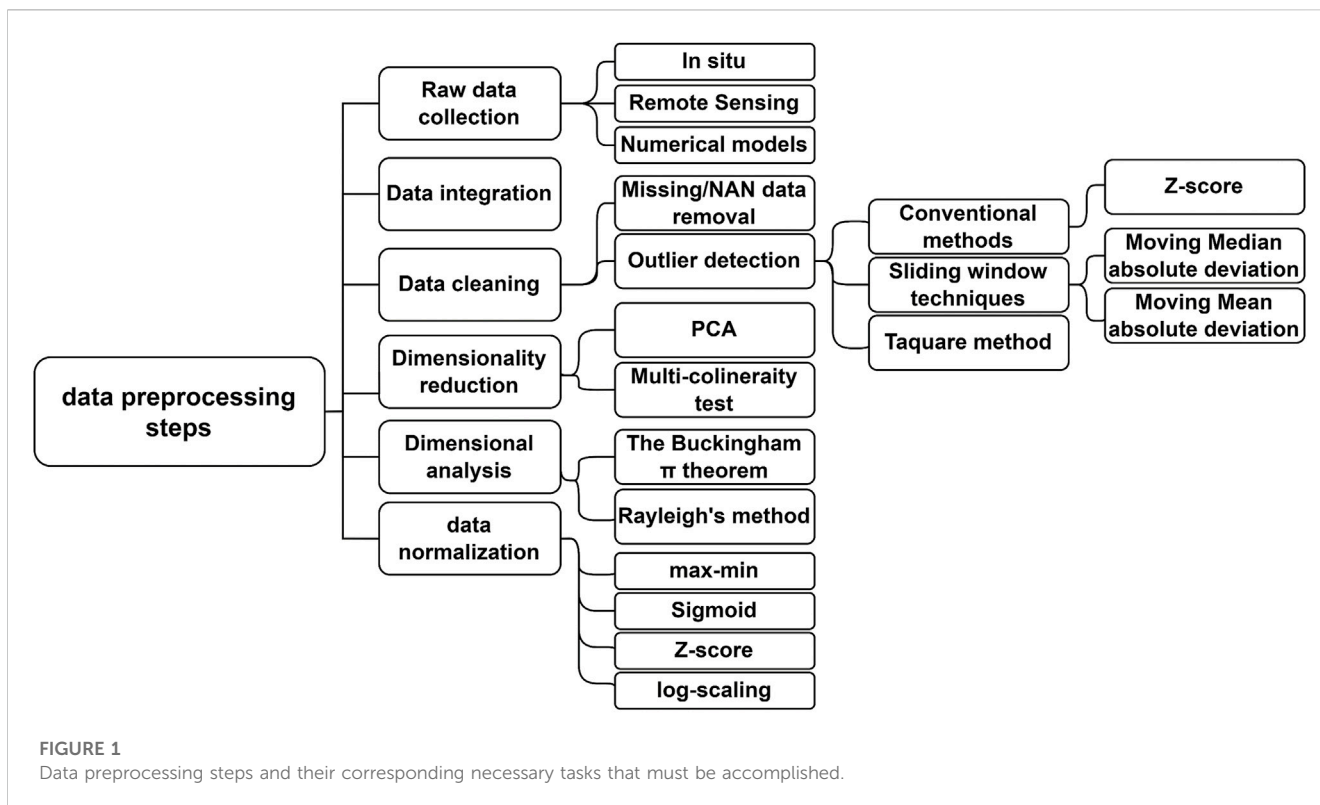 data preprocessing
steps
Raw data
collection
In situ
Remote Sensing
Numerical models
Data integration
Data cleaning
Missing/NAN data
removal
Outlier detection
Conventional
methods
Z-score
Sliding window
techniques
Moving Median
absolute deviation
Moving Mean
absolute deviation
Taquare method
Dimensionality
reduction
PCA
Multi-colineraity
test
Dimensional
analysis
The Buckingham
π theorem
Rayleigh's method
data
normalization
max-min
Sigmoid
Z-score
log-scaling
FIGURE 1
Data preprocessing steps and their corresponding necessary tasks that must be accomplished.